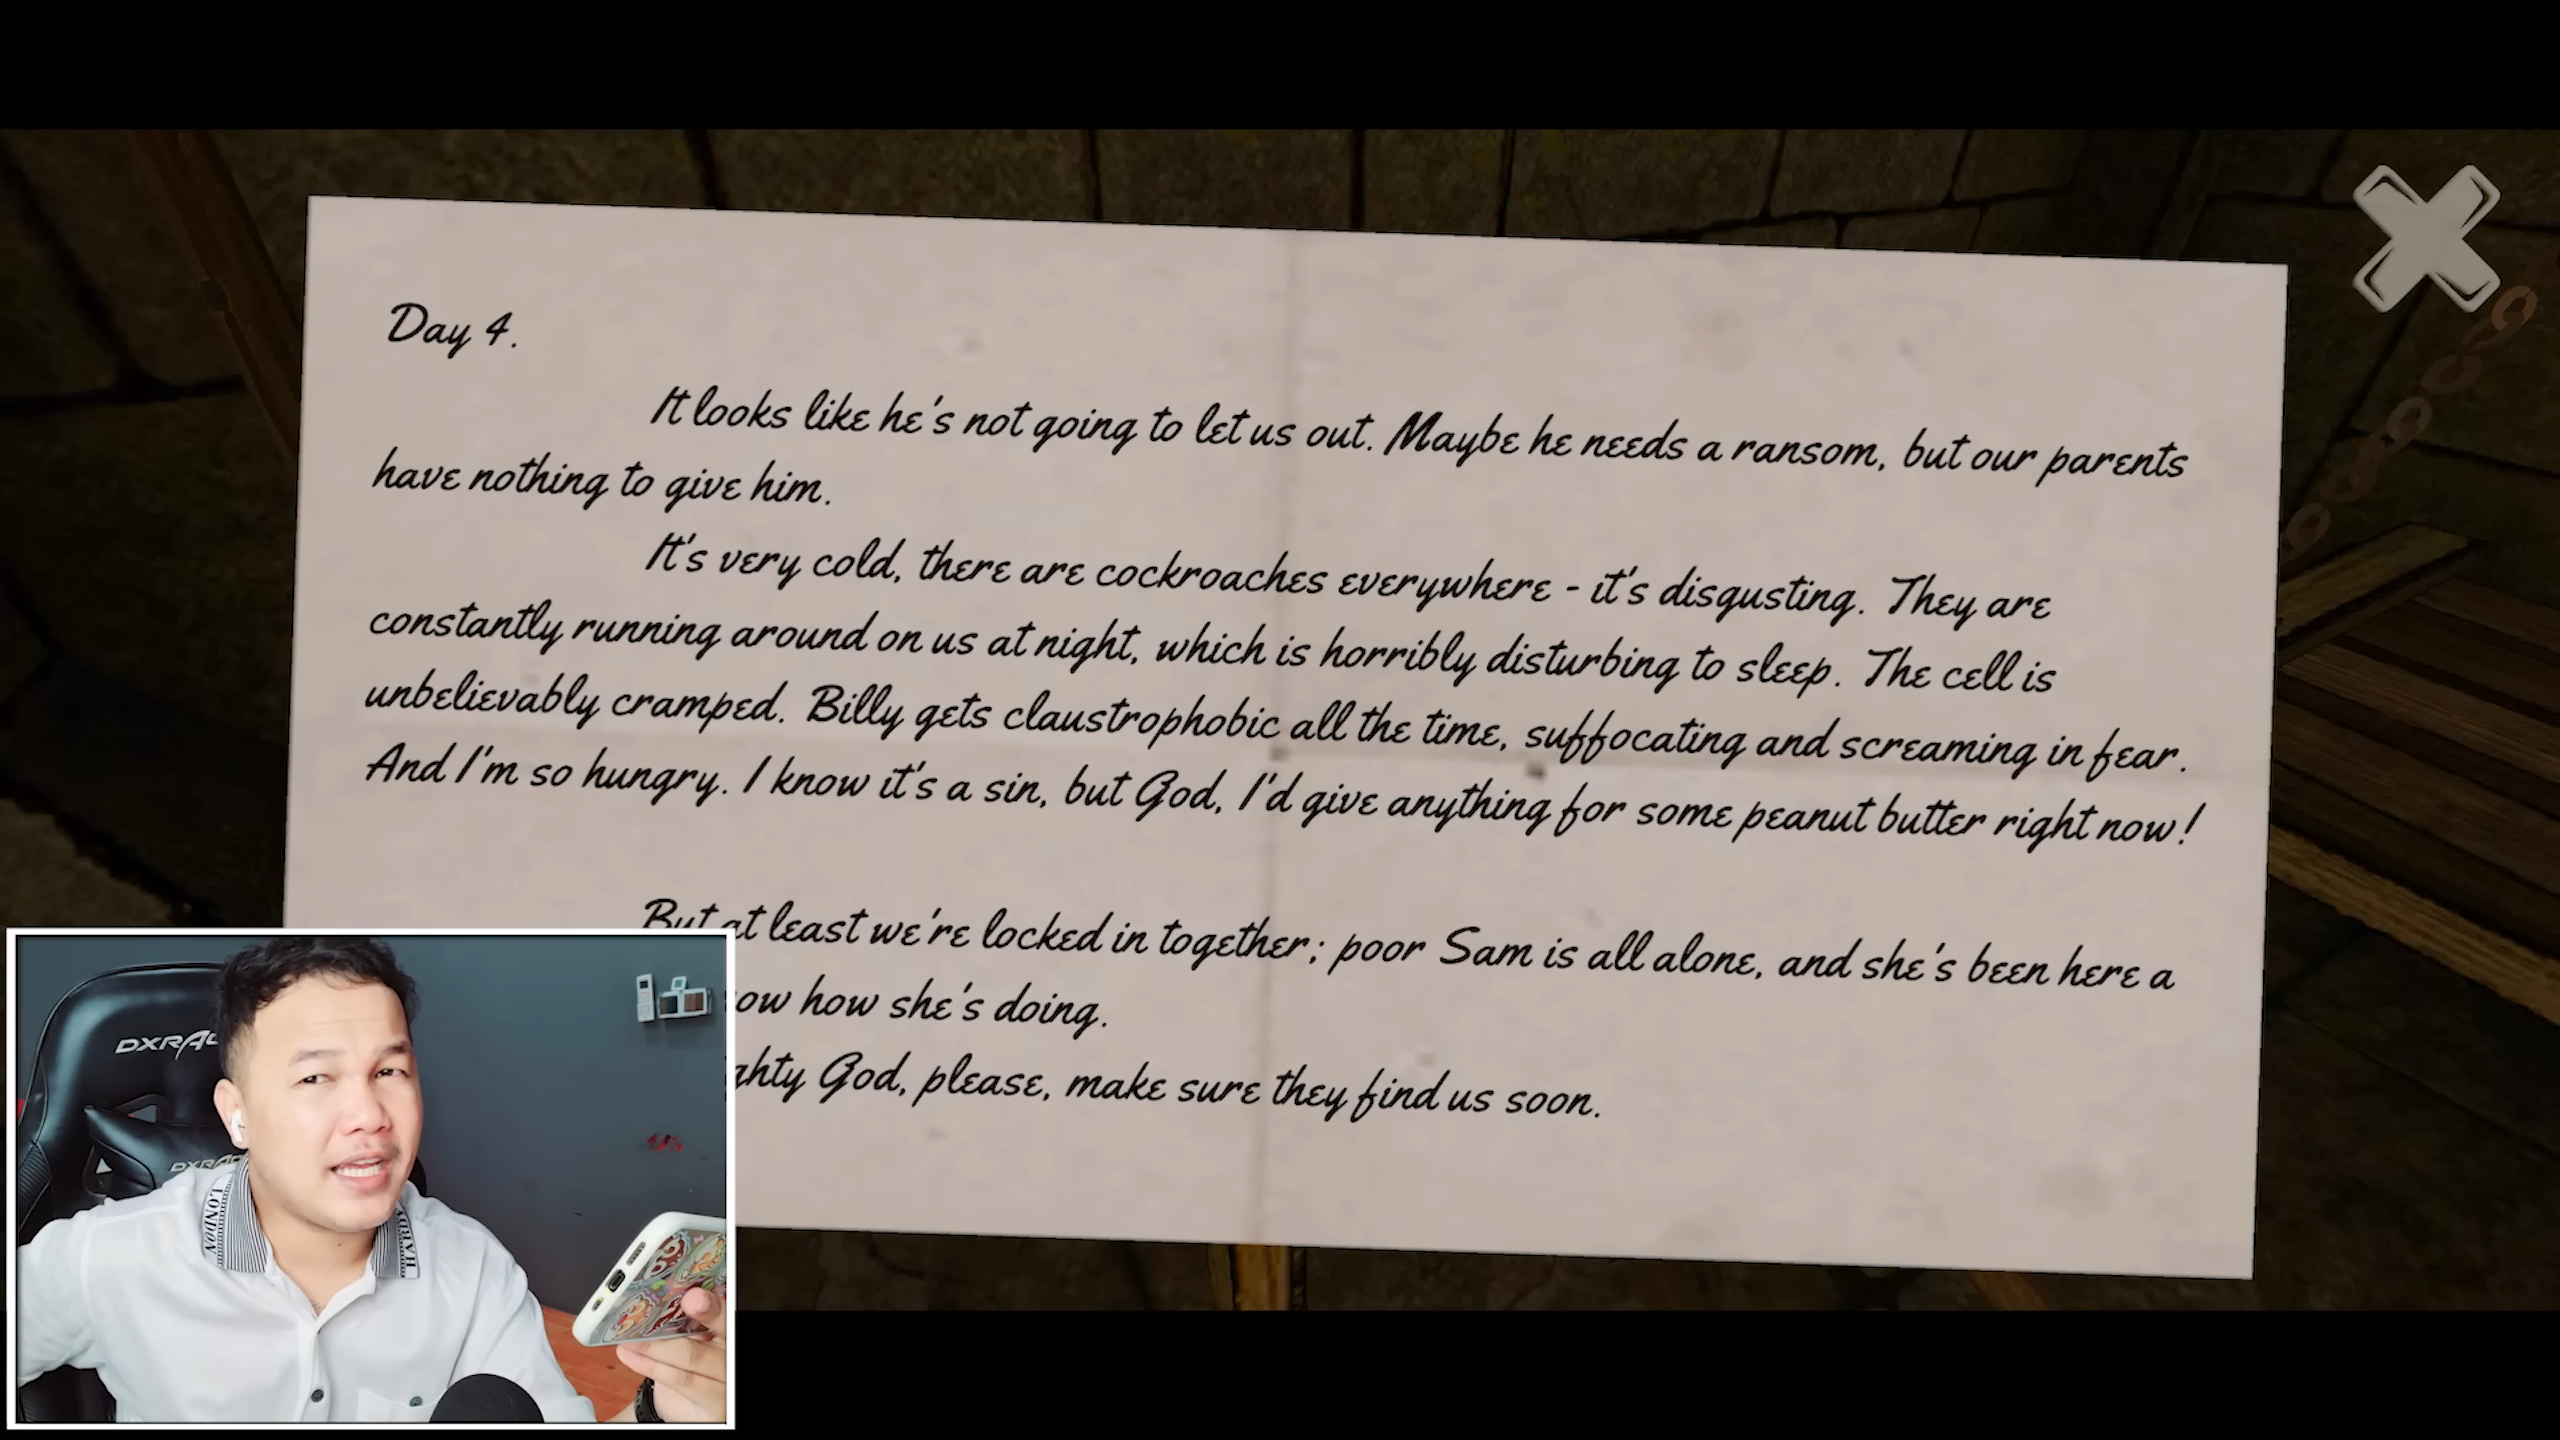 Day 4.
It looks like he's not going to let us out. Maybe he needs a ransom, but our parents
have nothing to give him.
It's very cold, there are cockroaches everywhere - it's disgusting. They are
constantly running around on us at night, which is horribly disturbing to sleep. The cell is
unbelievably cramped. Billy gets claustrophobic all the time, suffocating and screaming in fear.
And I'm so hungry. I know it's a sin, but God, I'd give anything for some peanut butter right now!
But at least we're locked in together; poor Sam is all alone, and she's been here a
how she's doing.
God, please, make sure they find us soon.
LONDON